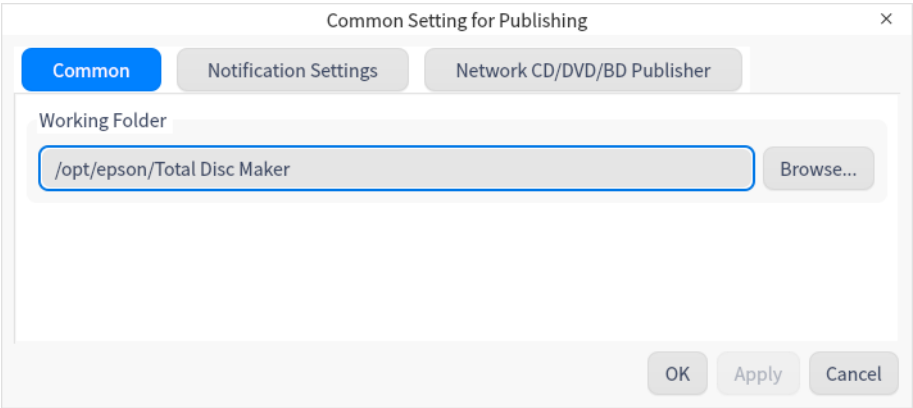 Common Setting for Publishing ×
Common Notification Settings Network CD/DVD/BD Publisher
Working Folder
/opt/epson/Total Disc Maker Browse...
OK Apply Cancel